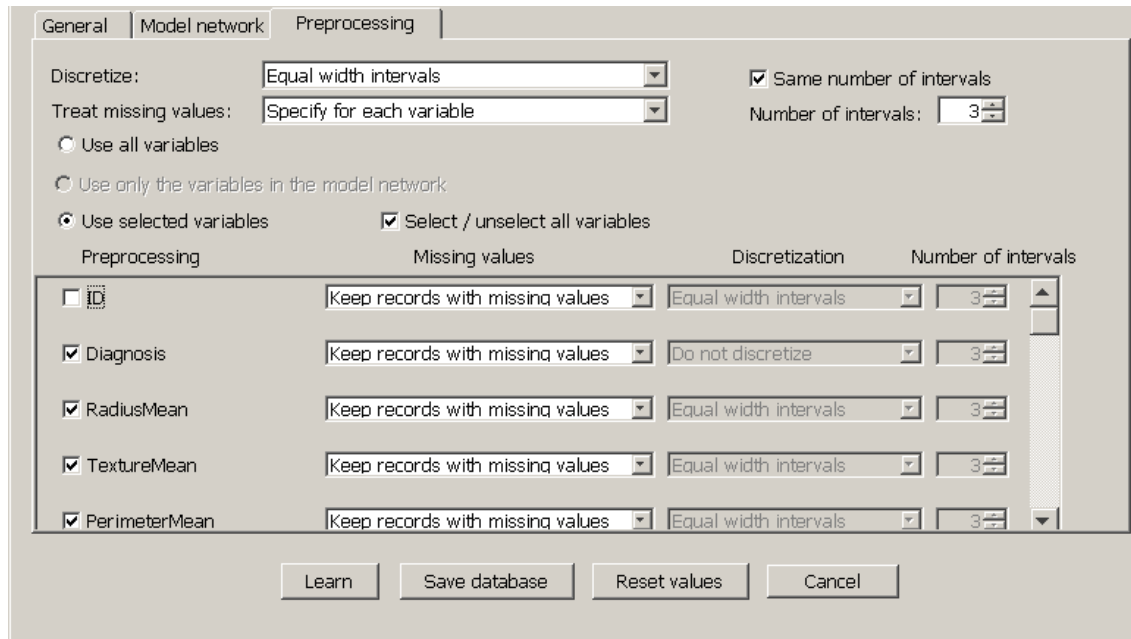 General Model network Preprocessing
Discretize: Equal width intervals Same number of intervals
Treat missing values: Specify for each variable Number of intervals: 3
Use all variables
Use only the variables in the model network
Use selected variables Select / unselect all variables
Preprocessing Missing values Discretization Number of intervals
ID Keep records with missing values Equal width intervals 3
Diagnosis Keep records with missing values Do not discretize 3
RadiusMean Keep records with missing values Equal width intervals 3
TextureMean Keep records with missing values Equal width intervals 3
PerimeterMean Keep records with missing values Equal width intervals 3
Learn Save database Reset values Cancel